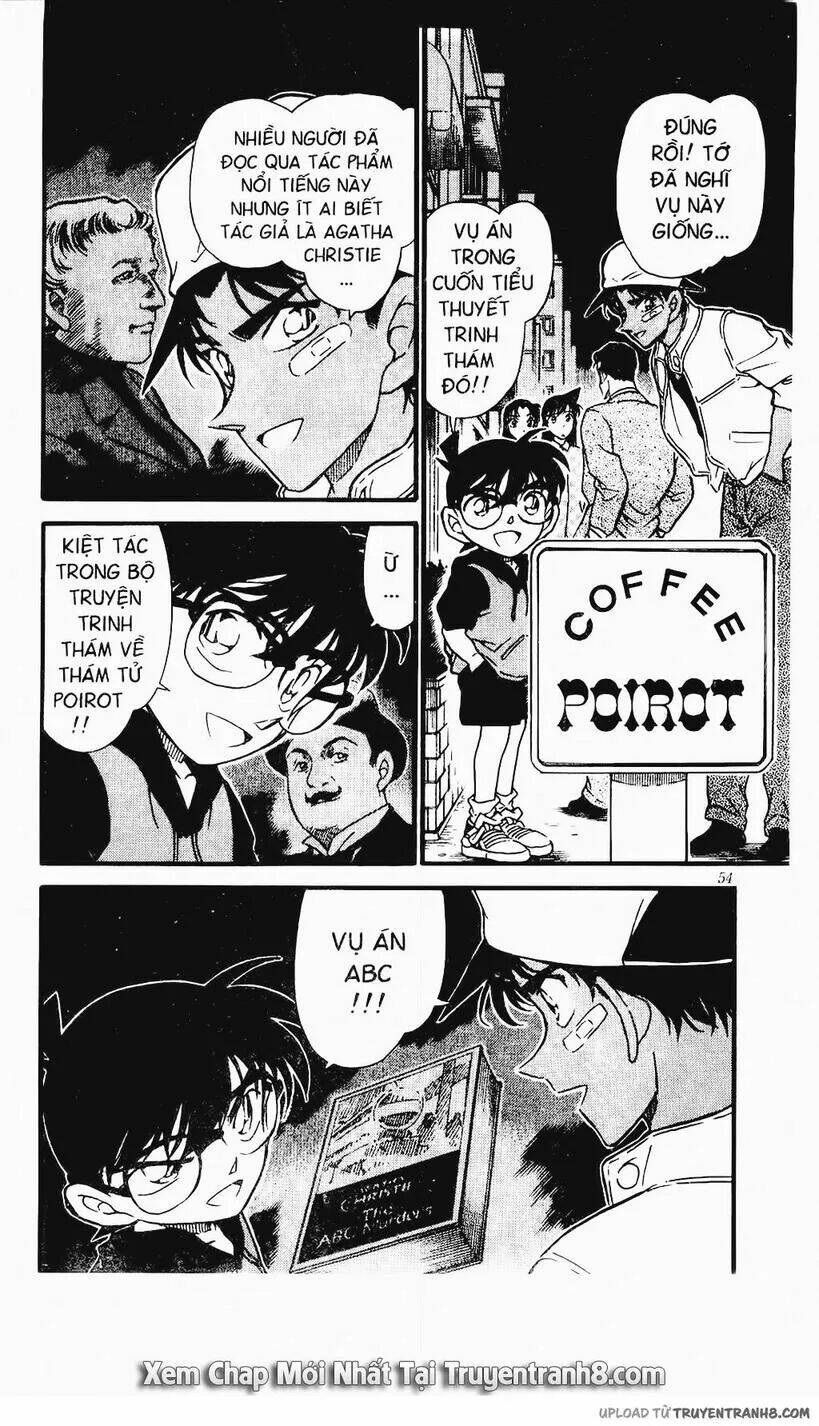 ĐÚNG
RỒI! TỚ
ĐÃ NGHĨ
VỤ NÀY
GIỐNG...
VỤ ÁN
TRONG
CUỐN TIỂU
THUYẾT
TRINH
THÁM
ĐÓ!!
COFFEE
POIROT
NHIỀU NGƯỜI ĐÃ
ĐỌC QUA TÁC PHẨM
NỔI TIẾNG NÀY
NHƯNG ÍT AI BIẾT
TÁC GIẢ LÀ AGATHA
CHRISTIE
...
Ừ
...
KIỆT TÁC
TRONG BỘ
TRUYỆN
TRINH
THÁM VỀ
THÁM TỬ
POIROT
!!
54
VỤ ÁN
ABC
!!!
CHRISTIE
The
ABC Murders
Xem Chap Mới Nhất Tại Truyentranh8.com
UPLOAD TỪ TRUYENTRANH8.COM